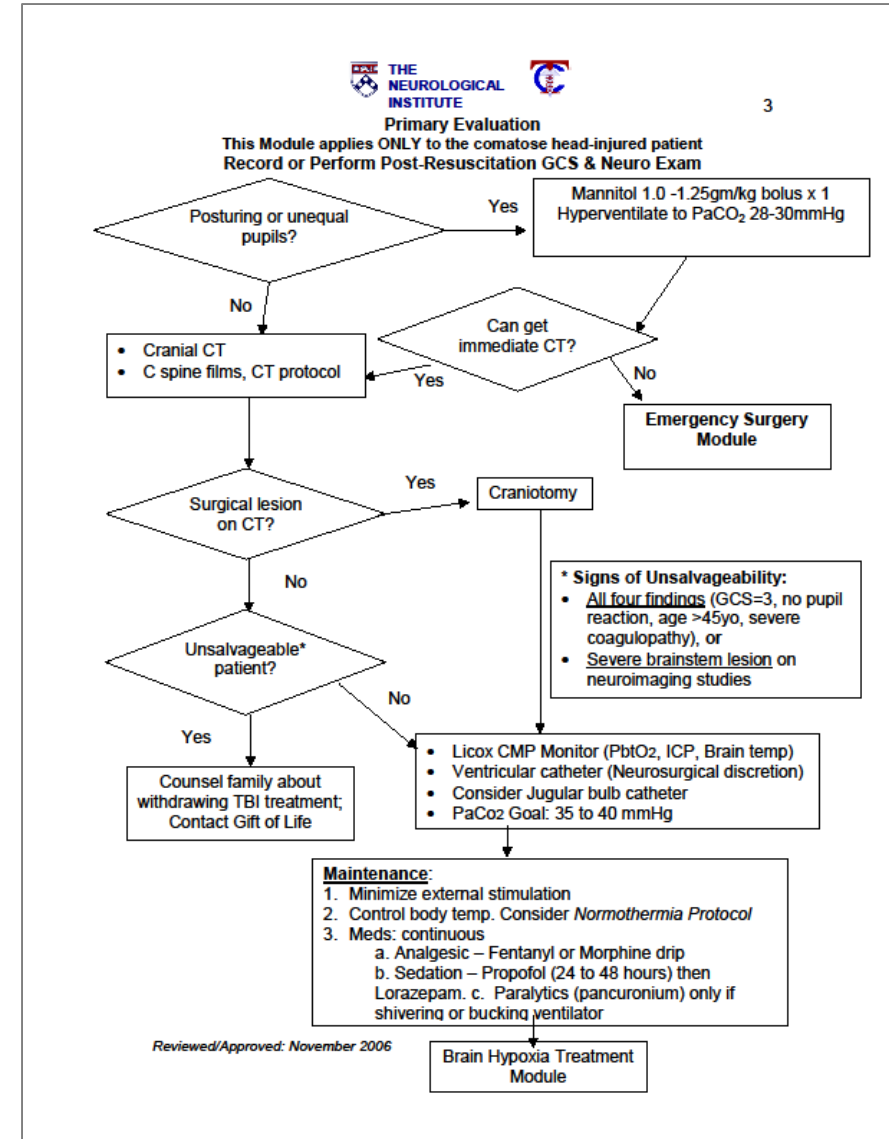 THE
NEUROLOGICAL
INSTITUTE
3
Primary Evaluation
This Module applies ONLY to the comatose head-injured patient
Record or Perform Post-Resuscitation GCS & Neuro Exam
Posturing or unequal
pupils?
Yes
Mannitol 1.0 -1.25gm/kg bolus x 1
Hyperventilate to PaCO₂ 28-30mmHg
No
Can get
immediate CT?
• Cranial CT
• C spine films, CT protocol
Yes
No
Emergency Surgery
Module
Surgical lesion
on CT?
Yes
Craniotomy
No
* Signs of Unsalvageability:
• All four findings (GCS=3, no pupil
reaction, age >45yo, severe
coagulopathy), or
• Severe brainstem lesion on
neuroimaging studies
Unsalvageable*
patient?
No
Yes
• Licox CMP Monitor (PbtO₂, ICP, Brain temp)
• Ventricular catheter (Neurosurgical discretion)
• Consider Jugular bulb catheter
• PaCo₂ Goal: 35 to 40 mmHg
Counsel family about
withdrawing TBI treatment;
Contact Gift of Life
Maintenance:
1. Minimize external stimulation
2. Control body temp. Consider Normothermia Protocol
3. Meds: continuous
a. Analgesic – Fentanyl or Morphine drip
b. Sedation – Propofol (24 to 48 hours) then
Lorazepam. c. Paralytics (pancuronium) only if
shivering or bucking ventilator
Reviewed/Approved: November 2006
Brain Hypoxia Treatment
Module